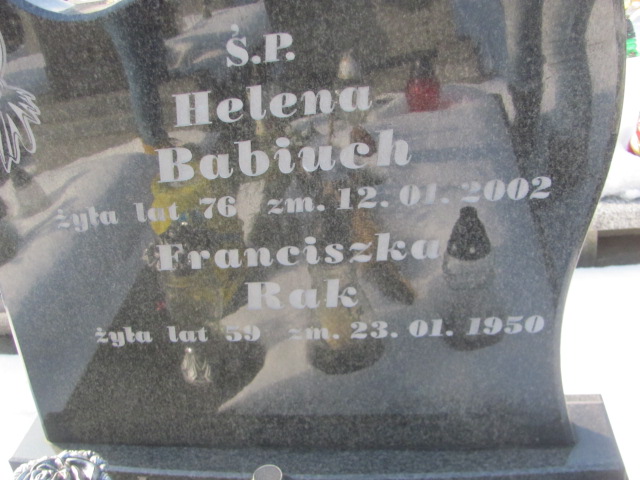 Ś.P.
Helena
Babiuch
żyła lat 76 zm. 12. 01. 2002
Franciszka
Rak
żyła lat 59 zm. 23. 01. 1950